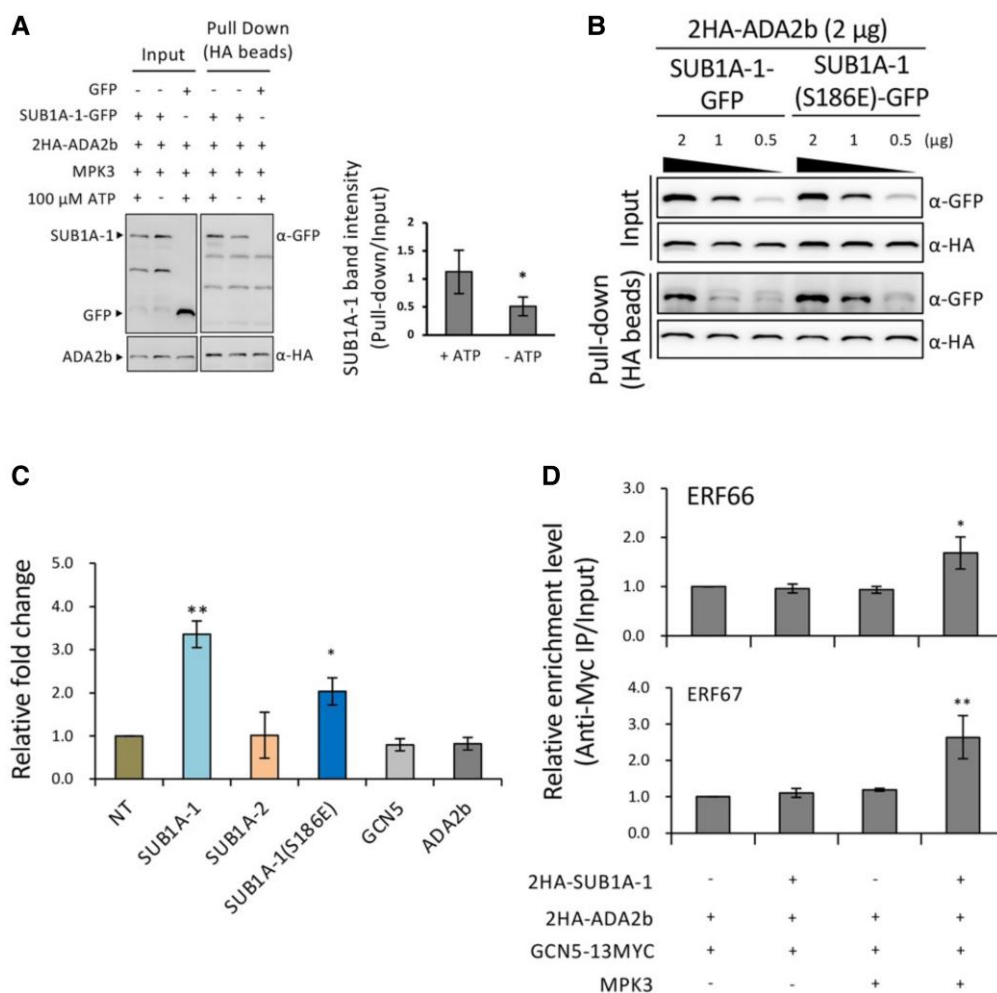 A
Input
Pull Down
(HA beads)
GFP - - + - - +
SUB1A-1-GFP + + - + + -
2HA-ADA2b + + + + + +
MPK3 + + + + + +
100 µM ATP + - + + - +
SUB1A-1
α-GFP
GFP
ADA2b
α-HA
SUB1A-1 band intensity
(Pull-down/Input)
2
1.5
1
0.5
0
*
+ ATP - ATP
B
2HA-ADA2b (2 µg)
SUB1A-1-
GFP
SUB1A-1
(S186E)-GFP
2 1 0.5 2 1 0.5 (µg)
Input
α-GFP
α-HA
Pull-down
(HA beads)
α-GFP
α-HA
C
Relative fold change
5.0
4.0
3.0
2.0
1.0
0.0
**
*
NT
SUB1A-1
SUB1A-2
SUB1A-1(S186E)
GCN5
ADA2b
D
Relative enrichment level
(Anti-Myc IP/Input)
ERF66
3.0
2.0
1.0
0.0
*
ERF67
4.0
3.0
2.0
1.0
0.0
**
2HA-SUB1A-1 - + - +
2HA-ADA2b + + + +
GCN5-13MYC + + + +
MPK3 - - + +